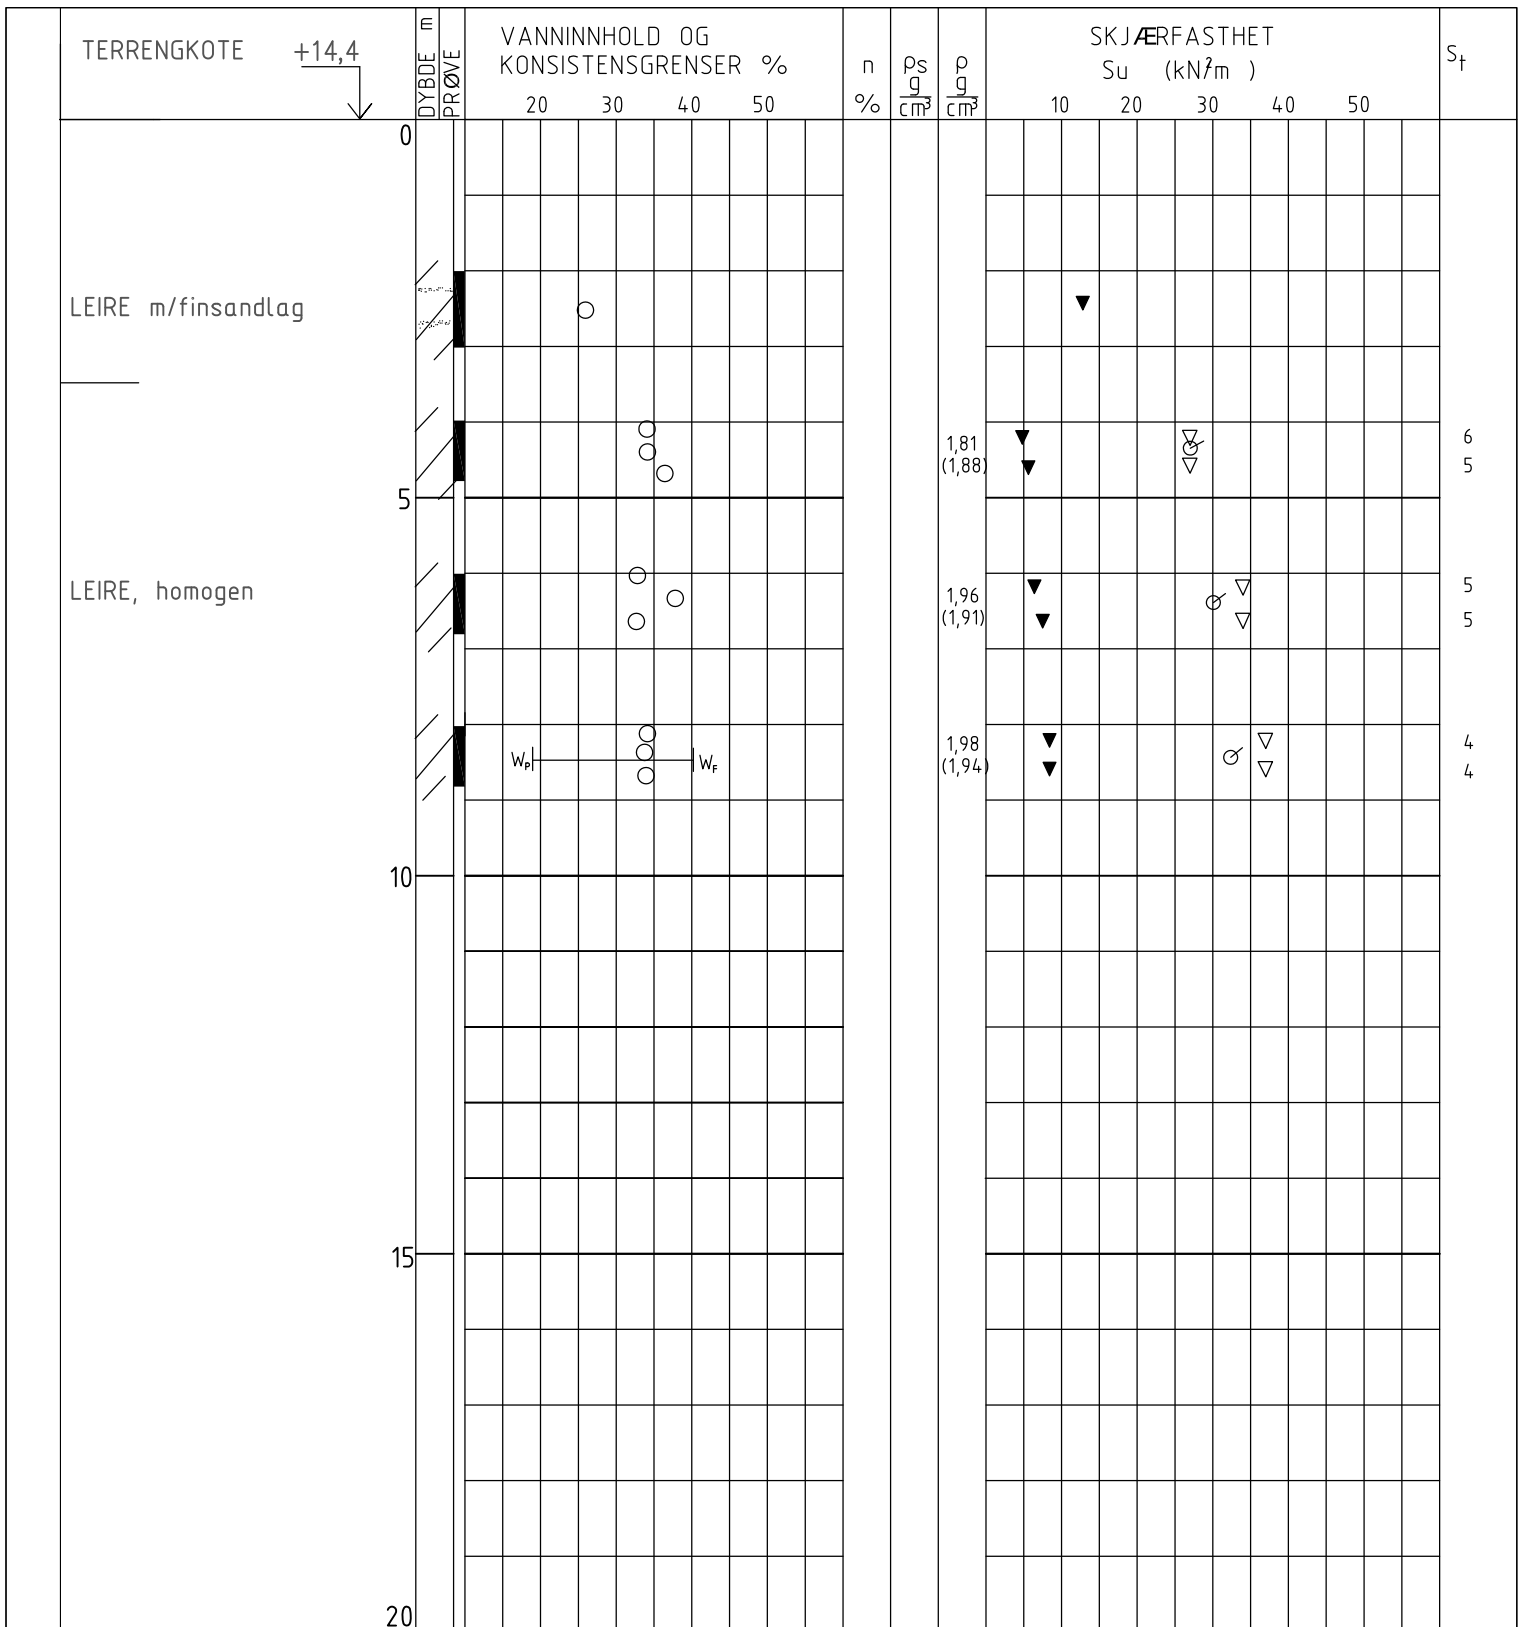 TERRENGKOTE +14,4
DYBDE m
PRØVE
VANNINNHOLD OG
KONSISTENSGRENSER %
20 30 40 50
n
%
ρs
g
cm³
ρ
g
cm³
SKJÆRFASTHET
Su (kN/m²)
10 20 30 40 50
St
0
LEIRE m/finsandlag
1,81
(1,88)
6
5
5
LEIRE, homogen
1,96
(1,91)
5
5
Wp WF
1,98
(1,94)
4
4
10
15
20